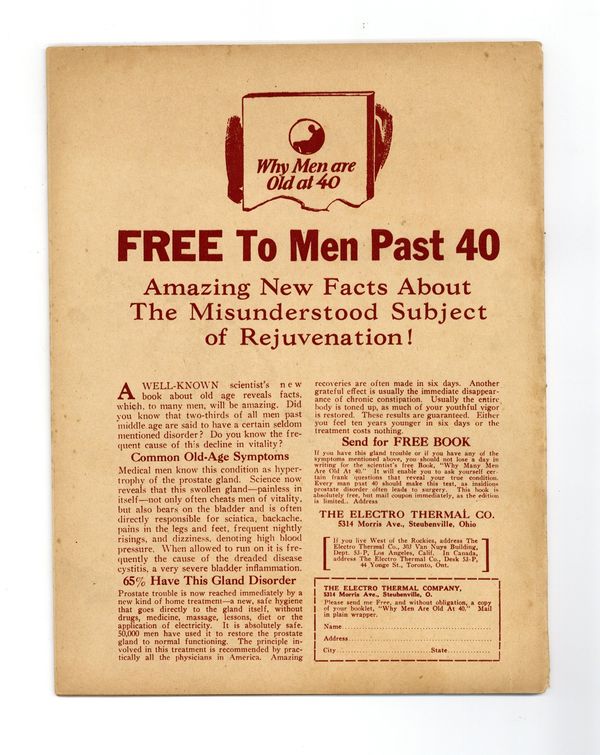 Why Men are
Old at 40
FREE To Men Past 40
Amazing New Facts About
The Misunderstood Subject
of Rejuvenation!
A WELL-KNOWN scientist's new
book about old age reveals facts,
which, to many men, will be amazing. Did
you know that two-thirds of all men past
middle age are said to have a certain seldom
mentioned disorder? Do you know the fre-
quent cause of this decline in vitality?
Common Old-Age Symptoms
Medical men know this condition as hyper-
trophy of the prostate gland. Science now
reveals that this swollen gland—painless in
itself—not only often cheats men of vitality,
but also bears on the bladder and is often
directly responsible for sciatica, backache,
pains in the legs and feet, frequent nightly
risings, and dizziness, denoting high blood
pressure. When allowed to run on it is fre-
quently the cause of the dreaded disease
cystitis, a very severe bladder inflammation.
65% Have This Gland Disorder
Prostate trouble is now reached immediately by a
new kind of home treatment—a new, safe hygiene
that goes directly to the gland itself, without
drugs, medicine, massage, lessons, diet or the
application of electricity. It is absolutely safe.
50,000 men have used it to restore the prostate
gland to normal functioning. The principle in-
volved in this treatment is recommended by prac-
tically all the physicians in America. Amazing
recoveries are often made in six days. Another
grateful effect is usually the immediate disappear-
ance of chronic constipation. Usually the entire
body is toned up, as much of your youthful vigor
is restored. These results are guaranteed. Either
you feel ten years younger in six days or the
treatment costs nothing.
Send for FREE BOOK
If you have this gland trouble or if you have any of the
symptoms mentioned above, you should not lose a day in
writing for the scientist's free Book, "Why Many Men
Are Old At 40." It will enable you to ask yourself cer-
tain frank questions that reveal your true condition.
Every man past 40 should make this test, as insidious
prostate disorder often leads to surgery. This book is
absolutely free, but mail coupon immediately, as the edition
is limited.. Address
THE ELECTRO THERMAL CO.
5314 Morris Ave., Steubenville, Ohio
If you live West of the Rockies, address The
Electro Thermal Co., 303 Van Nuys Building,
Dept. 53-P, Los Angeles, Calif. In Canada,
address The Electro Thermal Co., Desk 53-P,
44 Yonge St., Toronto, Ont.
THE ELECTRO THERMAL COMPANY,
5314 Morris Ave., Steubenville, O.
Please send me Free, and without obligation, a copy
of your booklet, "Why Men Are Old At 40." Mail
in plain wrapper.
Name
Address
City State